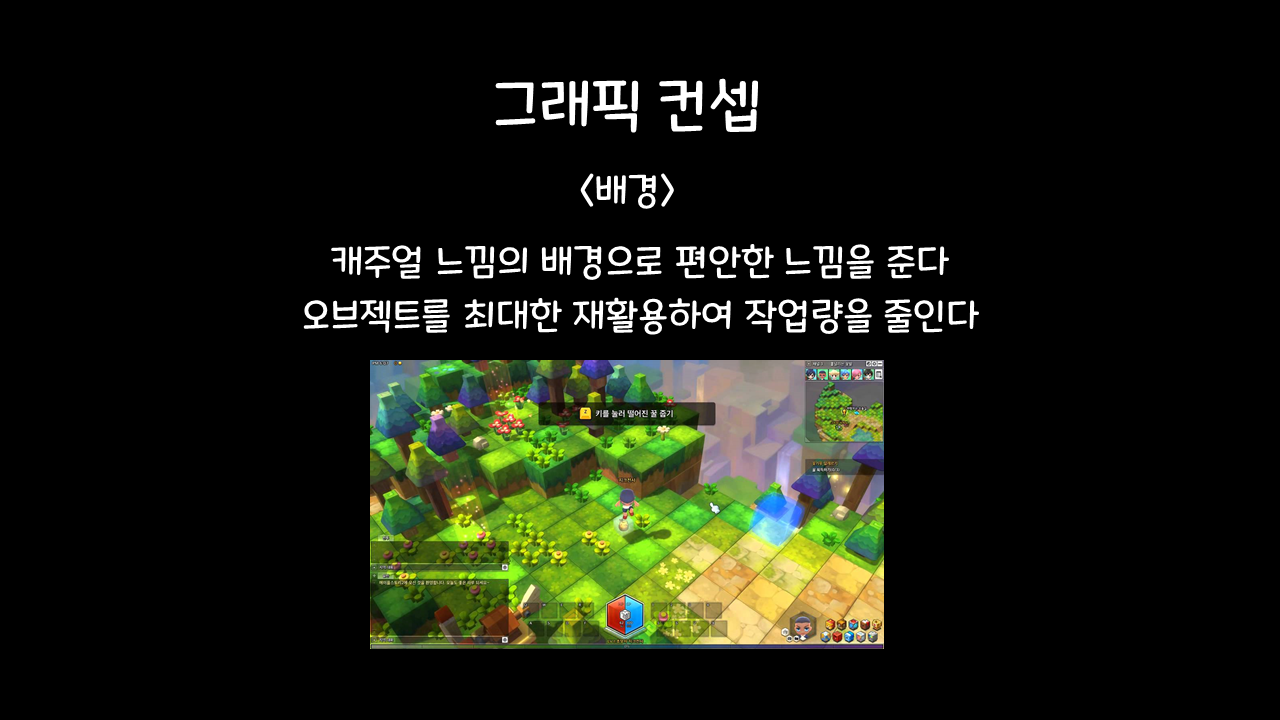 그래픽 컨셉
<배경>
캐주얼 느낌의 배경으로 편안한 느낌을 준다
오브젝트를 최대한 재활용하여 작업량을 줄인다
키를 눌러 떨어진 꿀 줍기